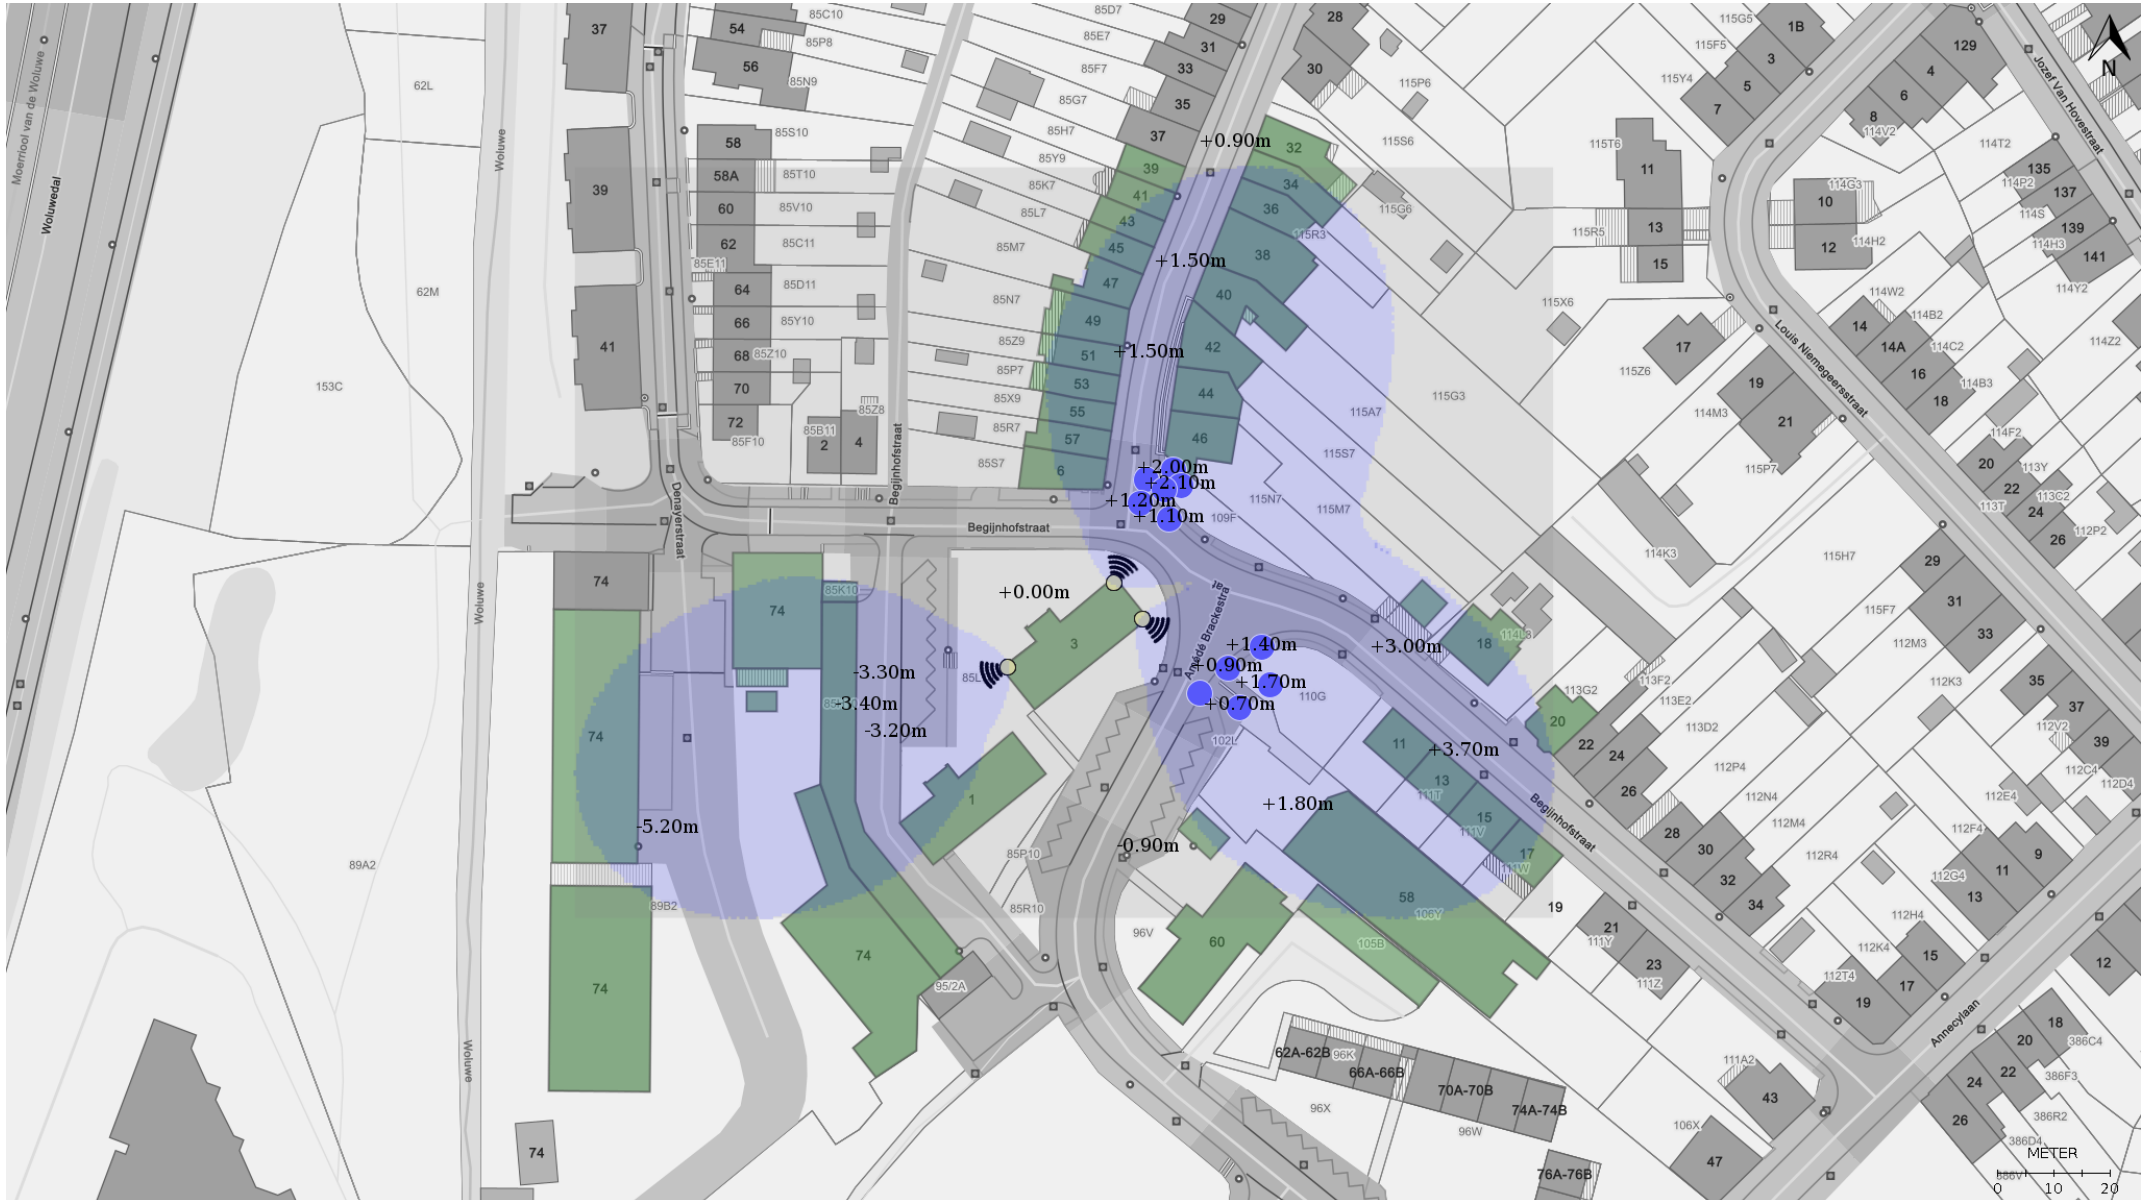 37
54
85C10
85P8
56
85N9
62L
Moerriool van de Woluwe
Woluwedal
Woluwe
58
85S10
58A
85T10
39
60
85V10
62
85C11
85E11
64
85D11
62M
66
85Y10
41
68
85Z10
70
72
85F10
85B11
2
4
85Z8
153C
85D7
85E7
85F7
85G7
85H7
85Y9
85K7
85L7
85M7
85N7
85Z9
85P7
85X9
85R7
85S7
29
31
33
35
37
39
41
43
45
47
49
51
53
55
57
6
28
30
+0.90m
32
34
36
38
40
42
44
46
115R3
115G6
115P6
115S6
+1.50m
+1.50m
115G5
115F5
115Y4
1B
3
5
7
129
4
6
8
114V2
Jozef Van Hovestraat
N
115T6
11
115R5
13
15
10
114G3
12
114H2
114T2
135
114P2
137
114S
139
114H3
141
114Y2
115X6
115G3
115A7
115S7
115N7
115M7
17
115Z6
19
114M3
21
115P7
Louis Niemegeersstraat
14
114W2
114B2
14A
114C2
16
114B3
18
114Z2
114F2
20
113Y
22
113C2
113T
24
26
112P2
+2.00m
+2.10m
+1.20m
+1.10m
109F
Begijnhofstraat
Begijnhofstraat
Denayerstraat
Woluwe
74
74
85K10
+0.00m
3
-3.30m
-3.40m
-3.20m
74
-5.20m
1
89A2
89B2
74
74
85P10
85R10
95/2A
Amédé Brackestraat
+1.40m
+0.90m
+1.70m
+0.70m
110G
102L
+3.00m
18
114L3
114K3
115H7
29
31
33
115F7
112M3
112K3
35
37
112V2
39
112C4
112D4
113G2
20
113F2
113E2
113D2
22
24
26
112P4
112N4
112M4
28
30
32
34
112R4
112E4
112F4
9
11
112G4
13
112H4
+3.70m
11
13
111T
15
111V
17
111W
Begijnhofstraat
+1.80m
-0.90m
58
106Y
105B
60
96V
19
21
111Y
23
111Z
112K4
15
17
112T4
19
12
Annecylaan
Woluwe
74
62A-62B
96K
66A-66B
70A-70B
74A-74B
96X
96W
76A-76B
111A2
43
106X
47
18
386C4
20
22
386F3
24
386R2
26
386D4
METER
0 10 20